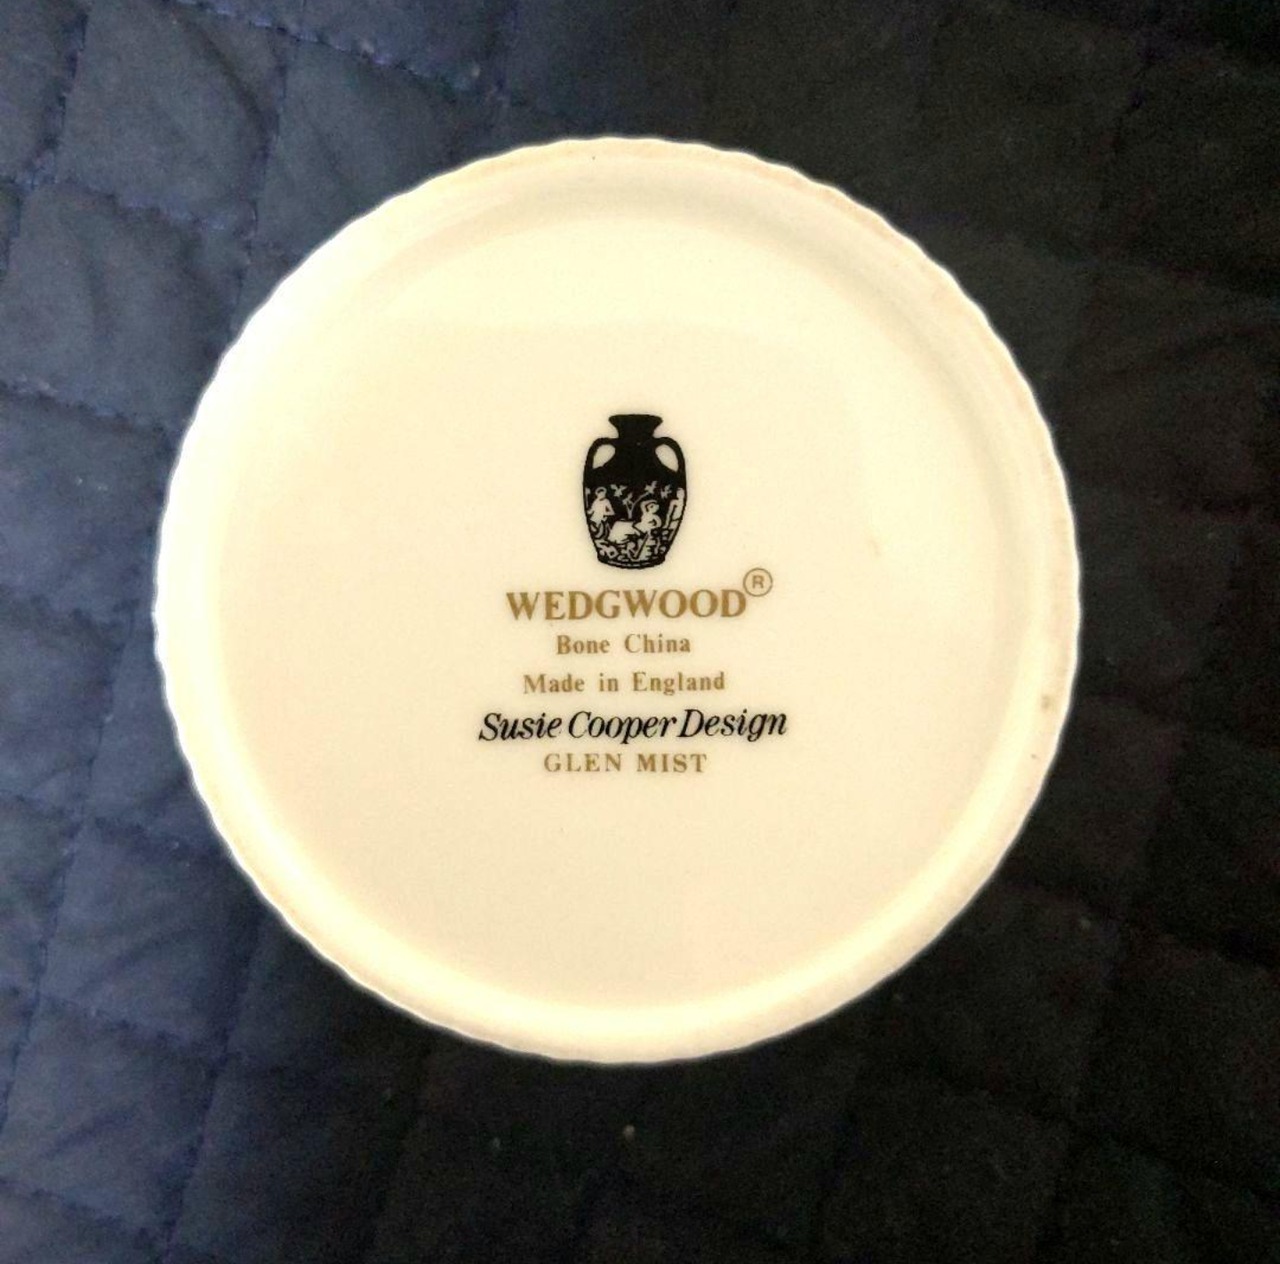 WEDGWOOD®
Bone China
Made in England
Susie Cooper Design
GLEN MIST